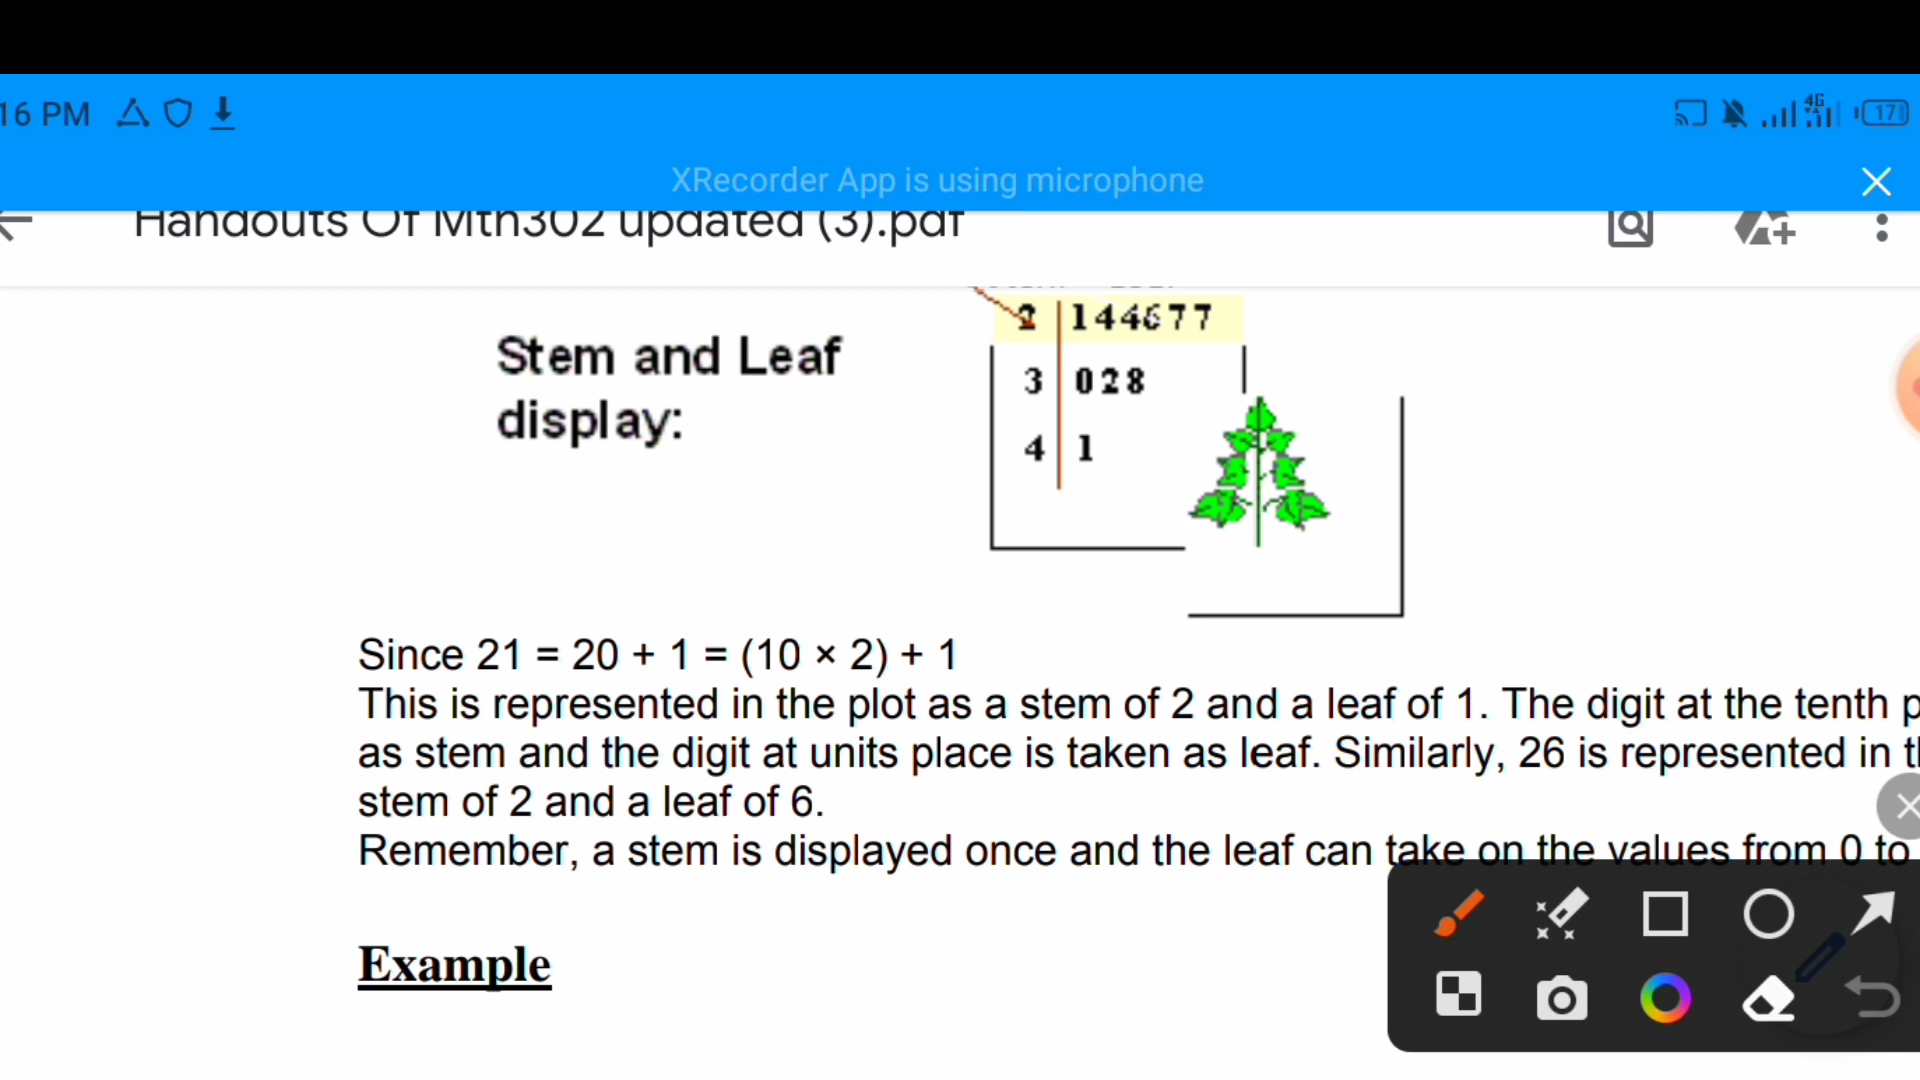 16 PM
4G
17
XRecorder App is using microphone
Handouts Of Mth302 updated (3).pdf
Stem and Leaf
display:
2 144677
3 028
4 1
Since 21 = 20 + 1 = (10 × 2) + 1
This is represented in the plot as a stem of 2 and a leaf of 1. The digit at the tenth p
as stem and the digit at units place is taken as leaf. Similarly, 26 is represented in t
stem of 2 and a leaf of 6.
Remember, a stem is displayed once and the leaf can take on the values from 0 to
Example